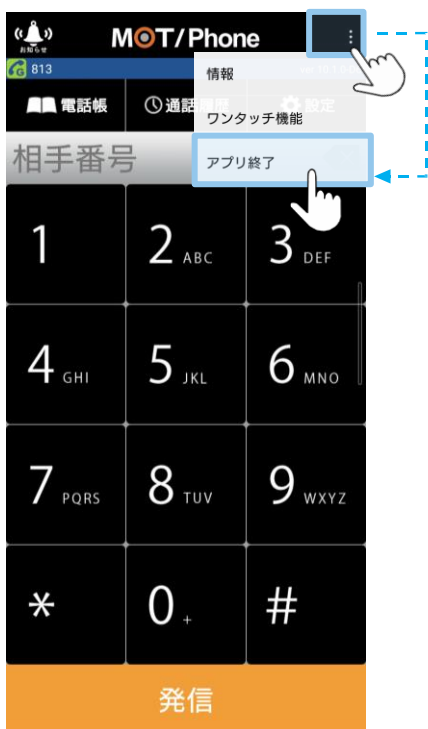 お知らせ
MOT/Phone
813
情報
電話帳
通話
設定
ワンタッチ機能
相手番号
アプリ終了
1
2 ABC
3 DEF
4 GHI
5 JKL
6 MNO
7 PQRS
8 TUV
9 WXYZ
*
0 +
#
発信